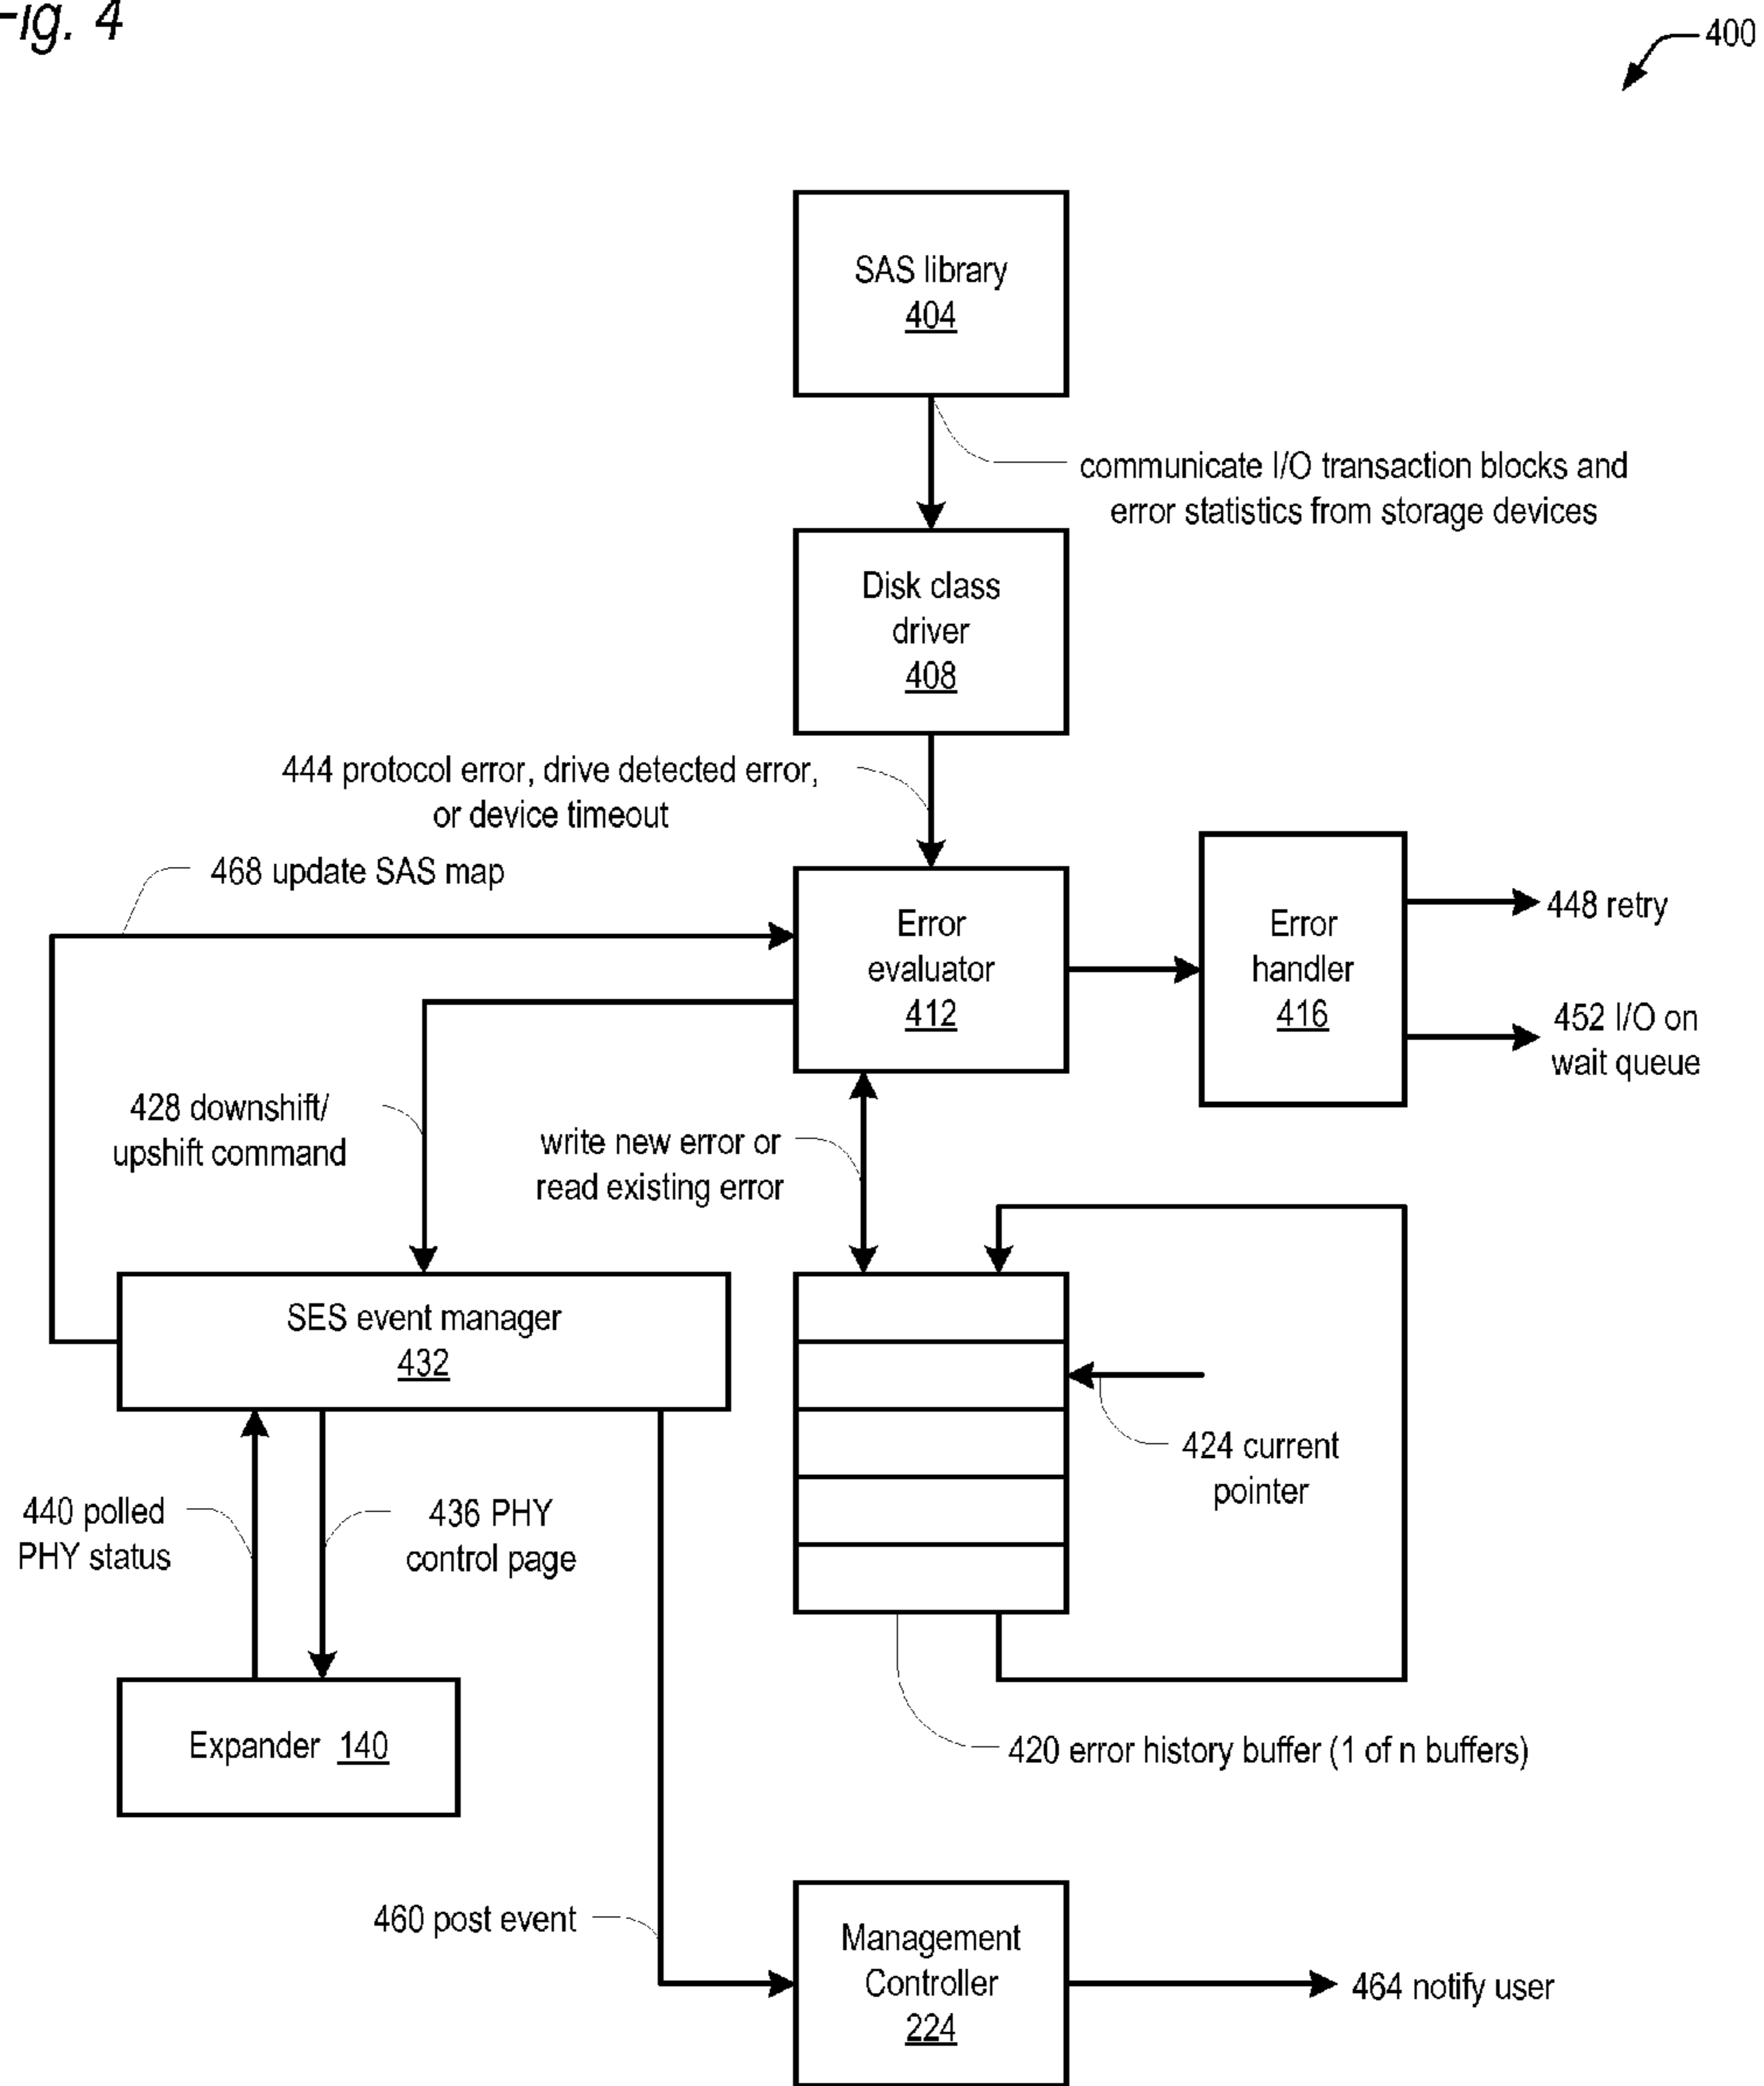 Fig. 4
400
SAS library
404
communicate I/O transaction blocks and
error statistics from storage devices
Disk class
driver
408
444 protocol error, drive detected error,
or device timeout
468 update SAS map
Error
evaluator
412
Error
handler
416
448 retry
452 I/O on
wait queue
428 downshift/
upshift command
write new error or
read existing error
SES event manager
432
424 current
pointer
440 polled
PHY status
436 PHY
control page
Expander 140
420 error history buffer (1 of n buffers)
460 post event
Management
Controller
224
464 notify user